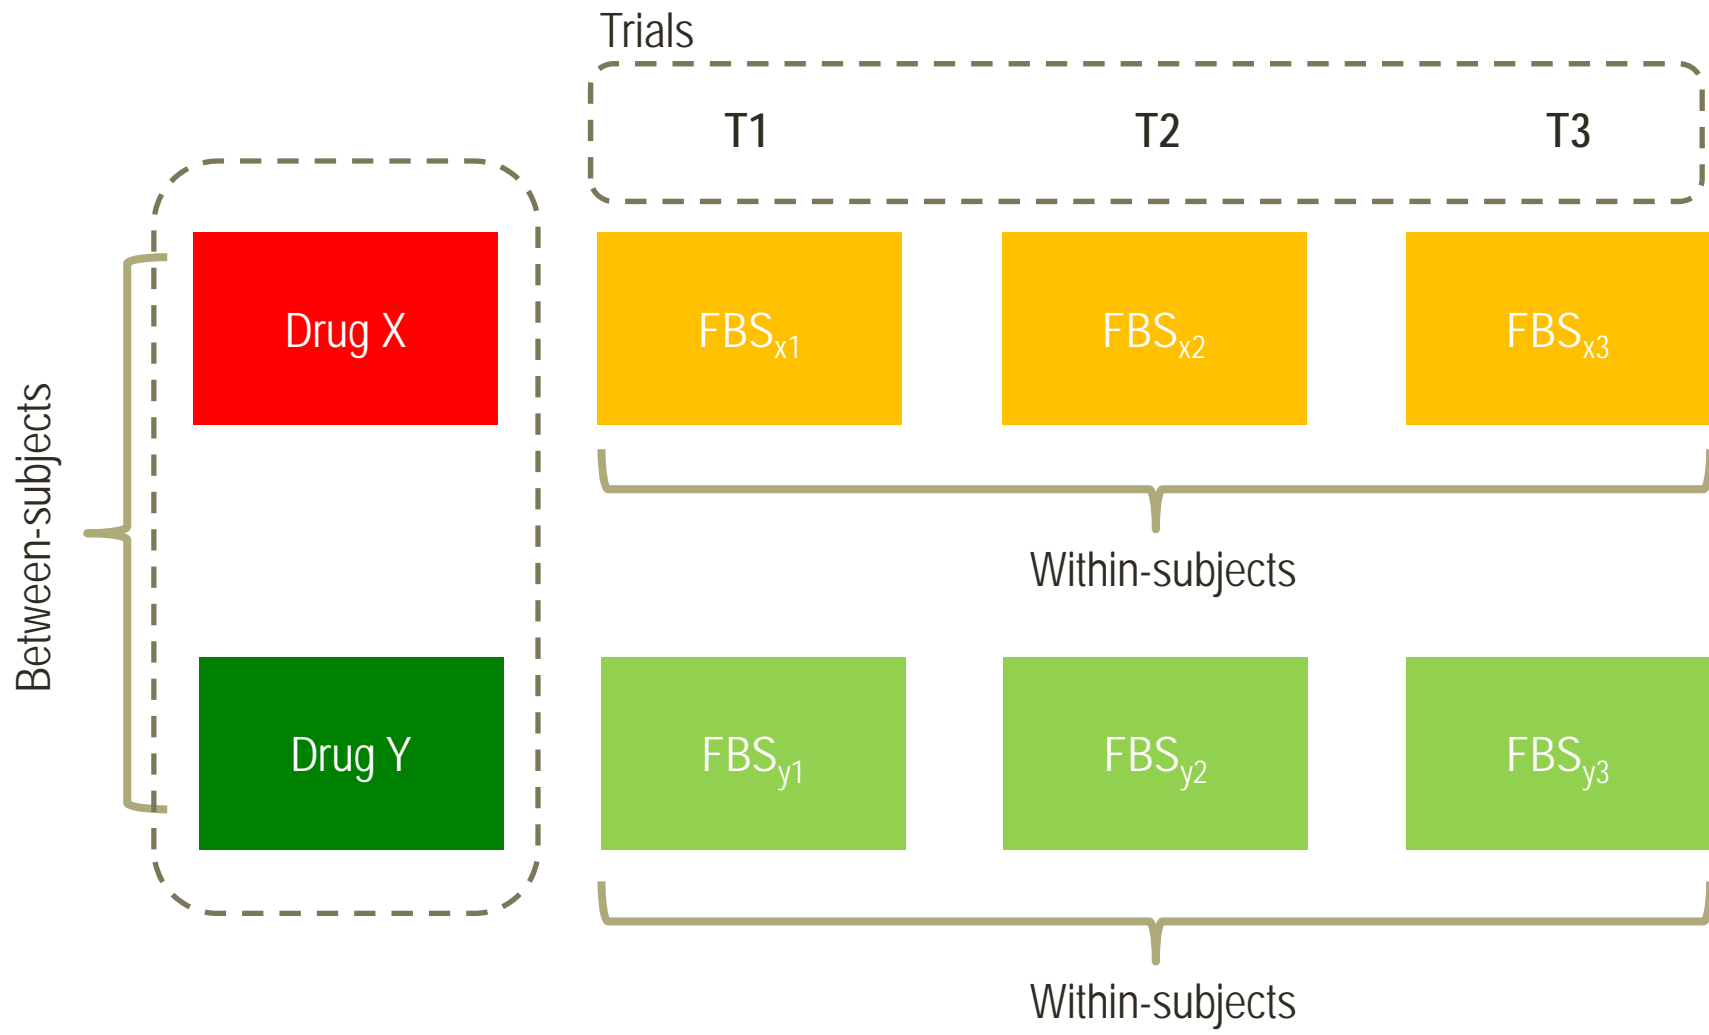 Trials
T1 T2 T3
Between-subjects
Drug X FBSx1 FBSx2 FBSx3
Within-subjects
Drug Y FBSy1 FBSy2 FBSy3
Within-subjects